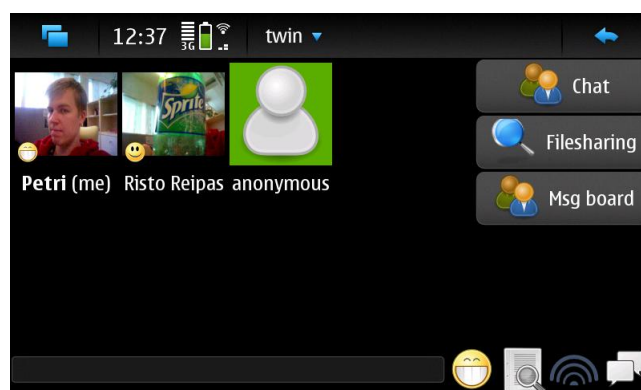 12:37 3G twin
Sprite
Petri (me) Risto Reipas anonymous
Chat
Filesharing
Msg board